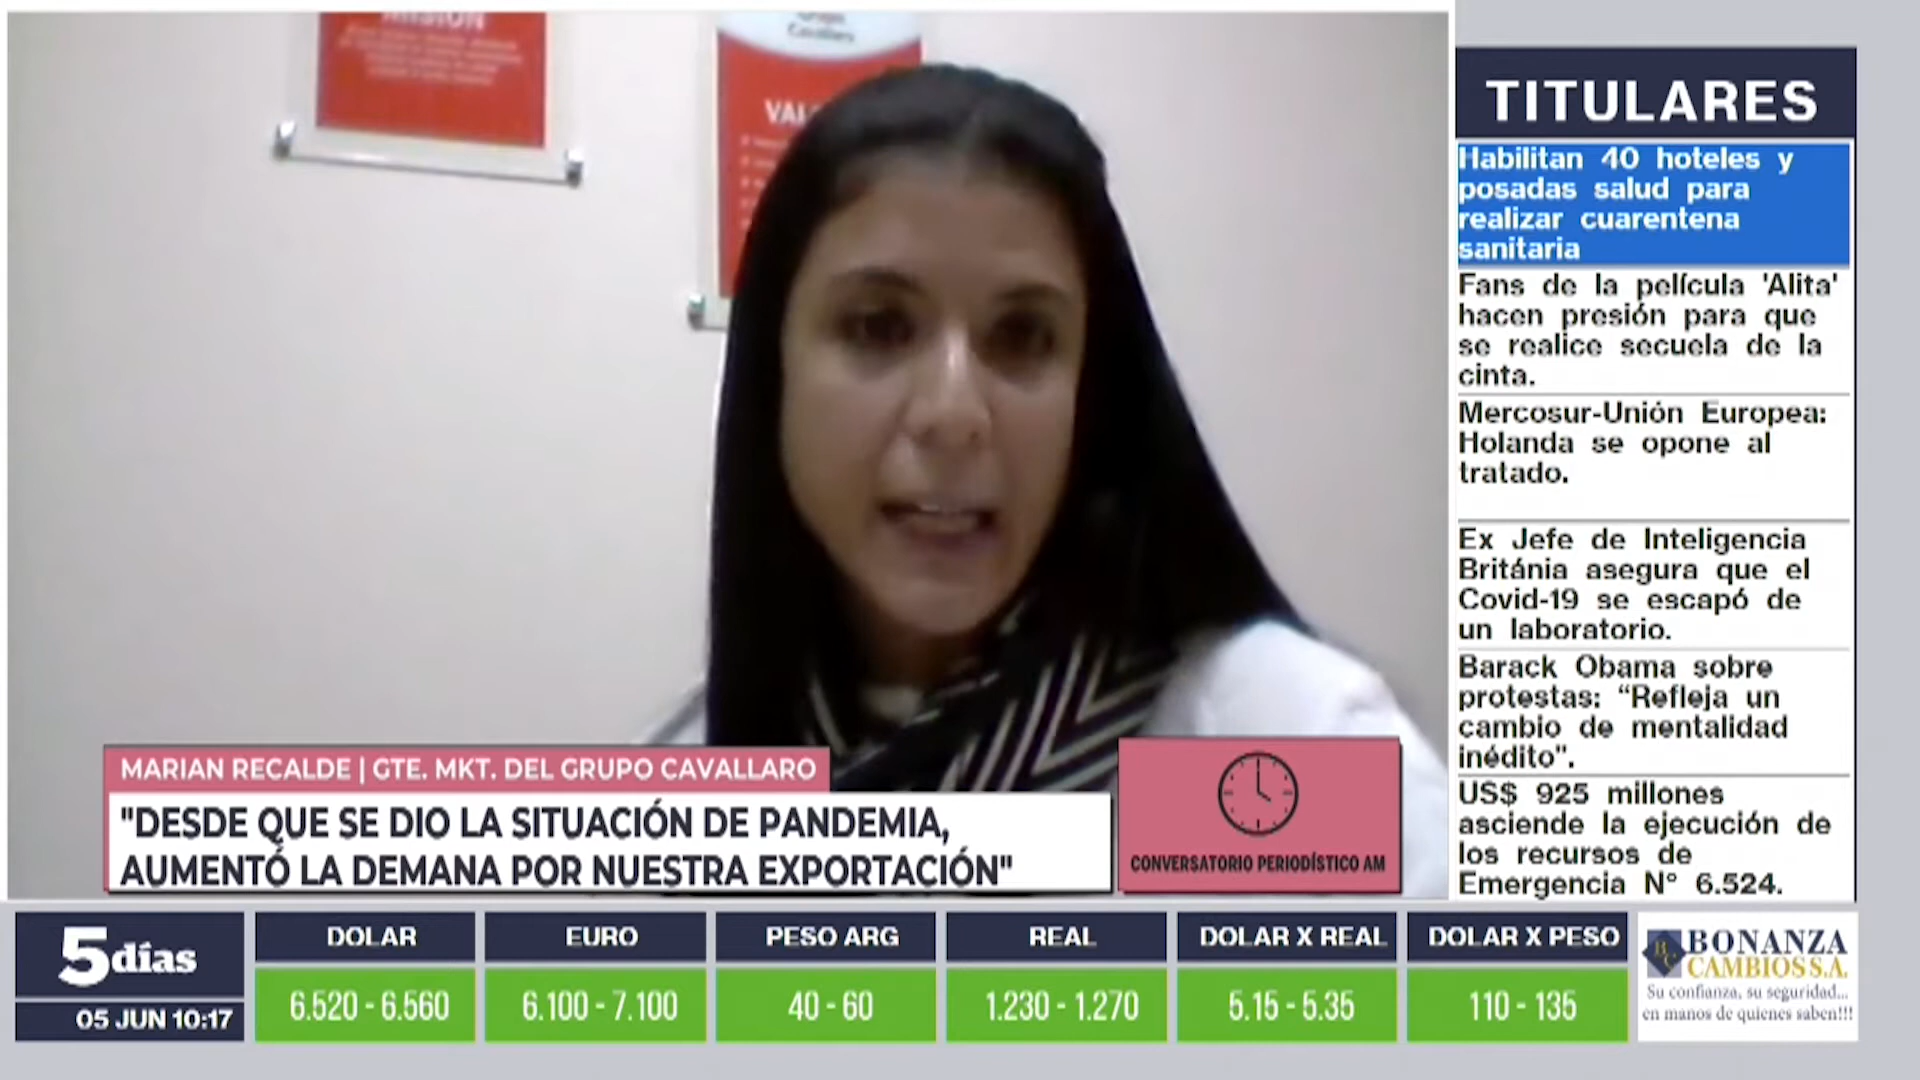 MISIÓN
Grupo
Cavallaro
VAL
MARIAN RECALDE | GTE. MKT. DEL GRUPO CAVALLARO
"DESDE QUE SE DIO LA SITUACIÓN DE PANDEMIA,
AUMENTÓ LA DEMANA POR NUESTRA EXPORTACIÓN"
CONVERSATORIO PERIODÍSTICO AM
TITULARES
Habilitan 40 hoteles y
posadas salud para
realizar cuarentena
sanitaria
Fans de la película 'Alita'
hacen presión para que
se realice secuela de la
cinta.
Mercosur-Unión Europea:
Holanda se opone al
tratado.
Ex Jefe de Inteligencia
Británia asegura que el
Covid-19 se escapó de
un laboratorio.
Barack Obama sobre
protestas: “Refleja un
cambio de mentalidad
inédito".
US$ 925 millones
asciende la ejecución de
los recursos de
Emergencia N° 6.524.
5días
05 JUN 10:17
DOLAR
6.520 - 6.560
EURO
6.100 - 7.100
PESO ARG
40 - 60
REAL
1.230 - 1.270
DOLAR X REAL
5.15 - 5.35
DOLAR X PESO
110 - 135
BC
BONANZA
CAMBIOS S.A.
Su confianza, su seguridad...
en manos de quienes saben!!!